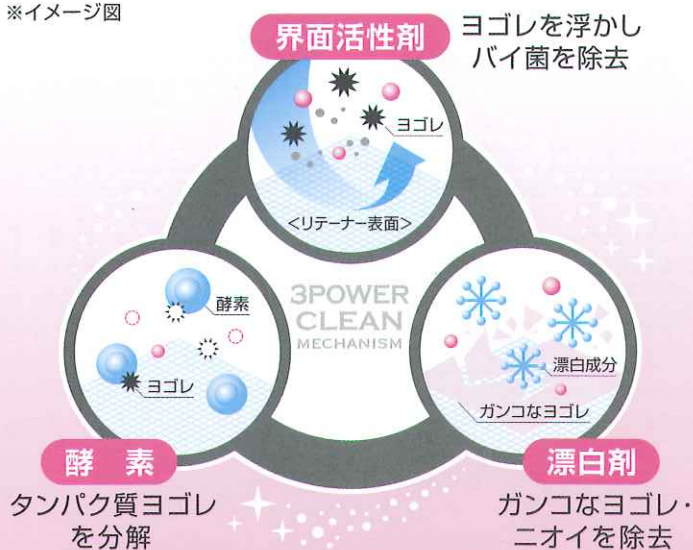 ※イメージ図
界面活性剤
ヨゴレを浮かし
バイ菌を除去
ヨゴレ
<リテーナー表面>
3POWER
CLEAN
MECHANISM
酵素
ヨゴレ
酵 素
タンパク質ヨゴレ
を分解
漂白成分
ガンコなヨゴレ
漂白剤
ガンコなヨゴレ・
ニオイを除去